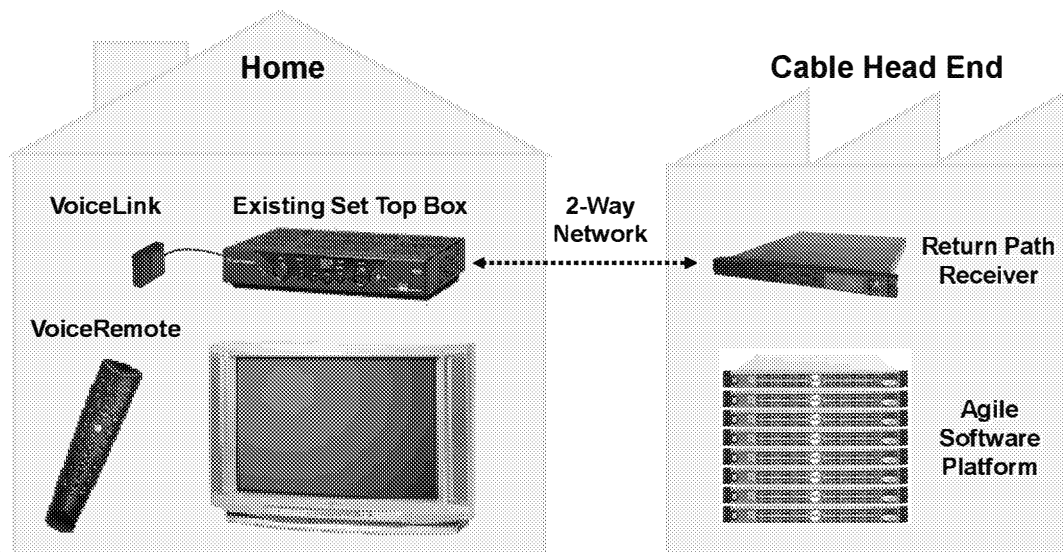 Home
Cable Head End
VoiceLink
Existing Set Top Box
2-Way
Network
Return Path
Receiver
VoiceRemote
Agile
Software
Platform